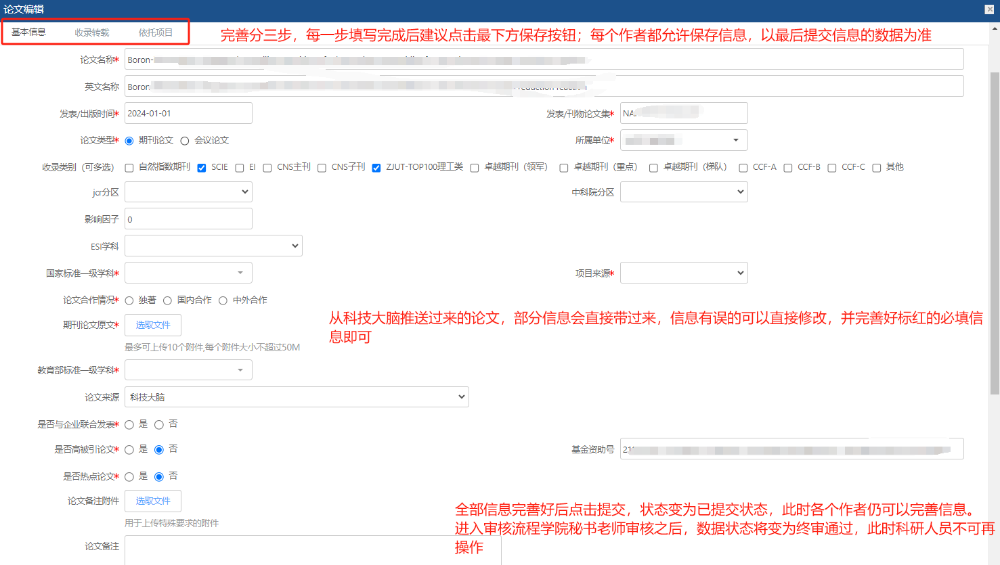 论文编辑
基本信息 收录转载 依托项目
完善分三步，每一步填写完成后建议点击最下方保存按钮；每个作者都允许保存信息，以最后提交信息的数据为准
论文名称* Boron-
英文名称 Boron
发表/出版时间* 2024-01-01 发表/刊物论文集* NA
论文类型* 期刊论文 会议论文 所属单位*
收录类别（可多选） 自然指数期刊 SCIE EI CNS主刊 CNS子刊 ZJUT-TOP100理工类 卓越期刊（领军） 卓越期刊（重点） 卓越期刊（梯队） CCF-A CCF-B CCF-C 其他
jcr分区 中科院分区
影响因子 0
ESI学科
国家标准一级学科* 项目来源*
论文合作情况* 独著 国内合作 中外合作
期刊论文原文* 选取文件
最多可上传10个附件,每个附件大小不超过50M
从科技大脑推送过来的论文，部分信息会直接带过来，信息有误的可以直接修改，并完善好标红的必填信
息即可
教育部标准一级学科*
论文来源 科技大脑
是否与企业联合发表* 是 否
是否高被引论文* 是 否 基金资助号
是否热点论文* 是 否
论文备注附件 选取文件
用于上传特殊要求的附件
全部信息完善好后点击提交，状态变为已提交状态，此时各个作者仍可以完善信息。
进入审核流程学院秘书老师审核之后，数据状态将变为终审通过，此时科研人员不可再
操作
论文备注